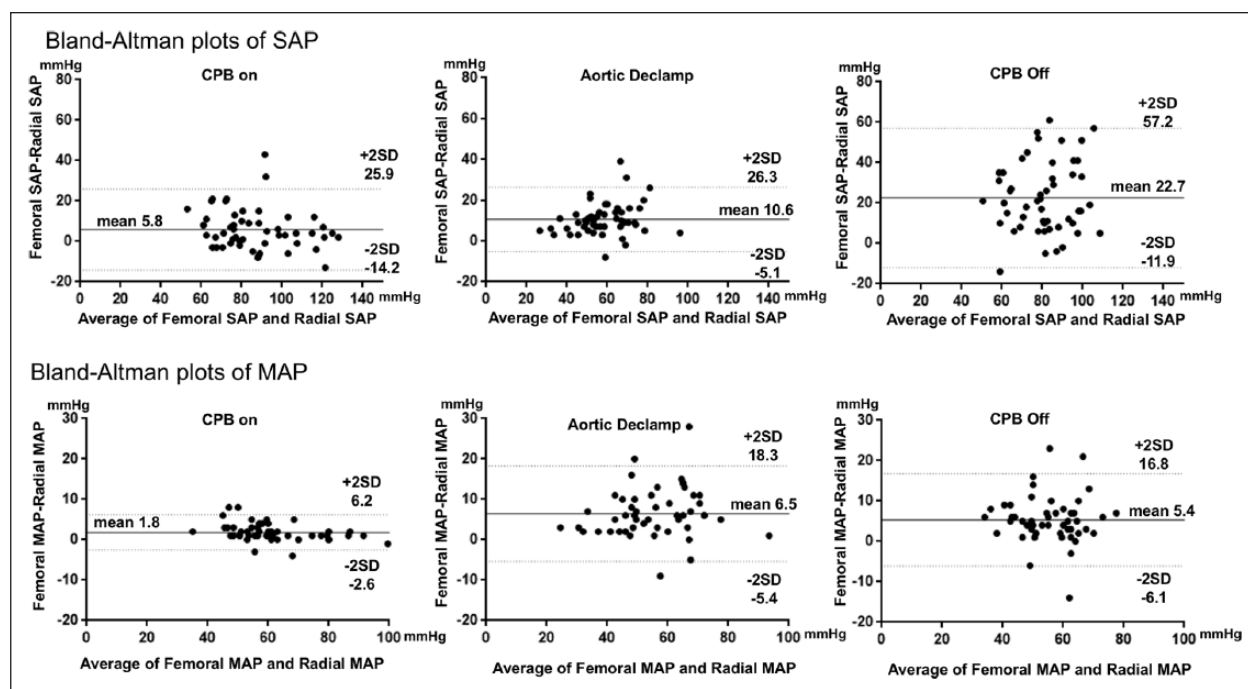 Bland-Altman plots of SAP
mmHg
CPB on
80
60
40
20
0
-20
Femoral SAP-Radial SAP
+2SD
25.9
mean 5.8
-2SD
-14.2
0 20 40 60 80 100 120 140
mmHg
Average of Femoral SAP and Radial SAP
mmHg
Aortic Declamp
80
60
40
20
0
-20
Femoral SAP-Radial SAP
+2SD
26.3
mean 10.6
-2SD
-5.1
0 20 40 60 80 100 120 140
mmHg
Average of Femoral SAP and Radial SAP
mmHg
CPB Off
80
60
40
20
0
-20
Femoral SAP-Radial SAP
+2SD
57.2
mean 22.7
-2SD
-11.9
0 20 40 60 80 100 120 140
mmHg
Average of Femoral SAP and Radial SAP
Bland-Altman plots of MAP
mmHg
CPB on
30
20
10
0
-10
-20
Femoral MAP-Radial MAP
+2SD
6.2
mean 1.8
-2SD
-2.6
0 20 40 60 80 100
mmHg
Average of Femoral MAP and Radial MAP
mmHg
Aortic Declamp
30
20
10
0
-10
-20
Femoral MAP-Radial MAP
+2SD
18.3
mean 6.5
-2SD
-5.4
0 20 40 60 80 100
mmHg
Average of Femoral MAP and Radial MAP
mmHg
CPB Off
30
20
10
0
-10
-20
Femoral MAP-Radial MAP
+2SD
16.8
mean 5.4
-2SD
-6.1
0 20 40 60 80 100
mmHg
Average of Femoral MAP and Radial MAP